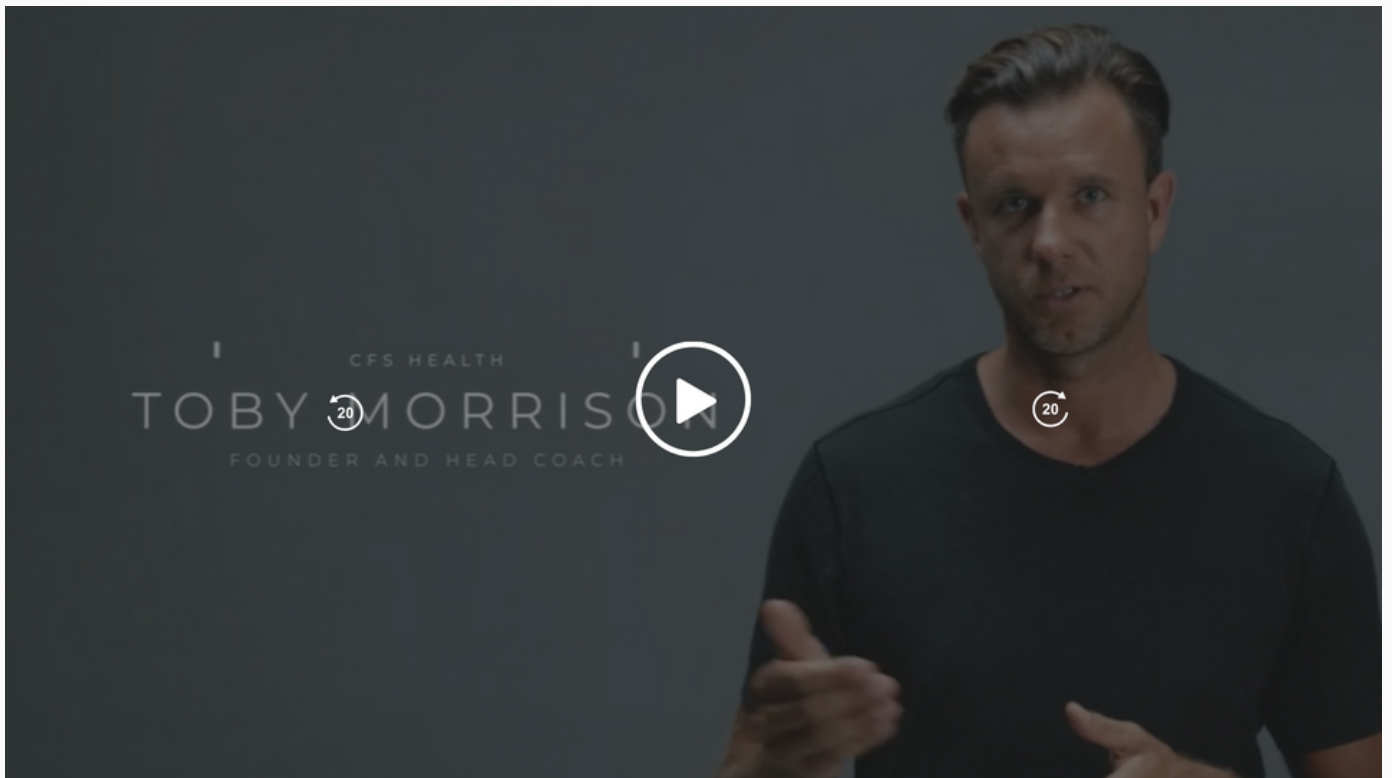 CFS HEALTH
TOBY MORRISON
FOUNDER AND HEAD COACH
20
20